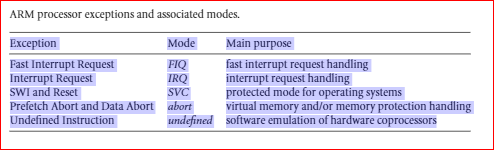 ARM processor exceptions and associated modes.
Exception Mode Main purpose
Fast Interrupt Request FIQ fast interrupt request handling
Interrupt Request IRQ interrupt request handling
SWI and Reset SVC protected mode for operating systems
Prefetch Abort and Data Abort abort virtual memory and/or memory protection handling
Undefined Instruction undefined software emulation of hardware coprocessors